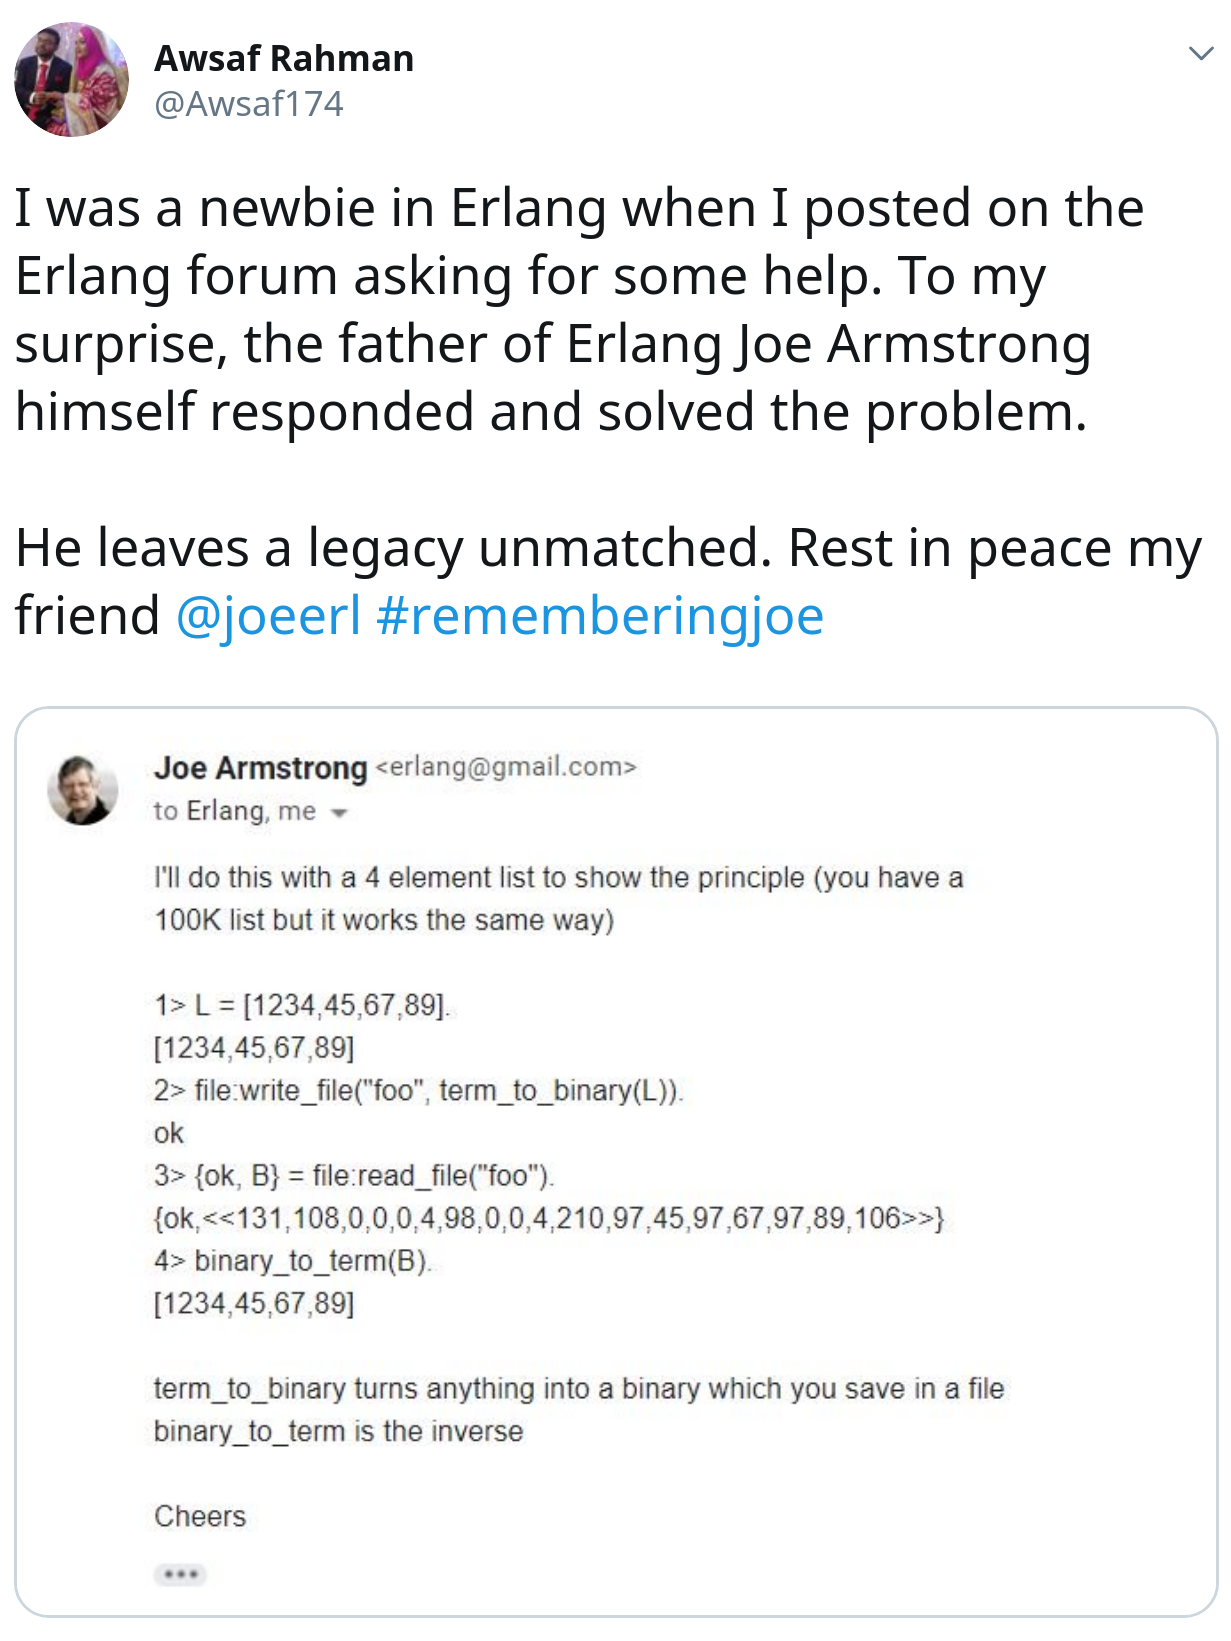 Awsaf Rahman
@Awsaf174
I was a newbie in Erlang when I posted on the
Erlang forum asking for some help. To my
surprise, the father of Erlang Joe Armstrong
himself responded and solved the problem.
He leaves a legacy unmatched. Rest in peace my
friend @joeerl #rememberingjoe
Joe Armstrong <erlang@gmail.com>
to Erlang, me
I'll do this with a 4 element list to show the principle (you have a
100K list but it works the same way)
1> L = [1234,45,67,89].
[1234,45,67,89]
2> file:write_file("foo", term_to_binary(L)).
ok
3> {ok, B} = file:read_file("foo").
{ok,<<131,108,0,0,0,4,98,0,0,4,210,97,45,97,67,97,89,106>>}
4> binary_to_term(B).
[1234,45,67,89]
term_to_binary turns anything into a binary which you save in a file
binary_to_term is the inverse
Cheers